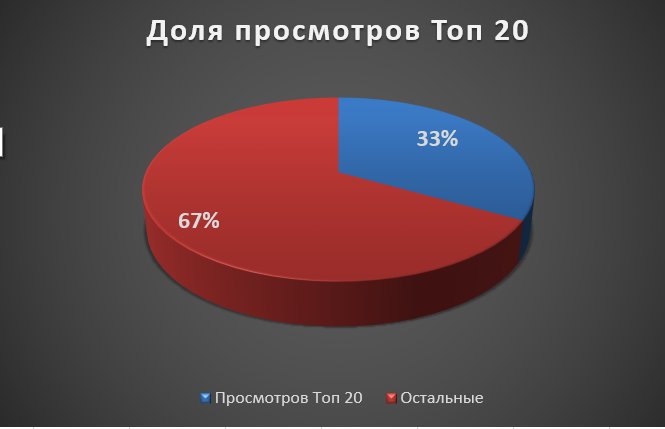 Доля просмотров Топ 20
33%
67%
Просмотров Топ 20
Остальные